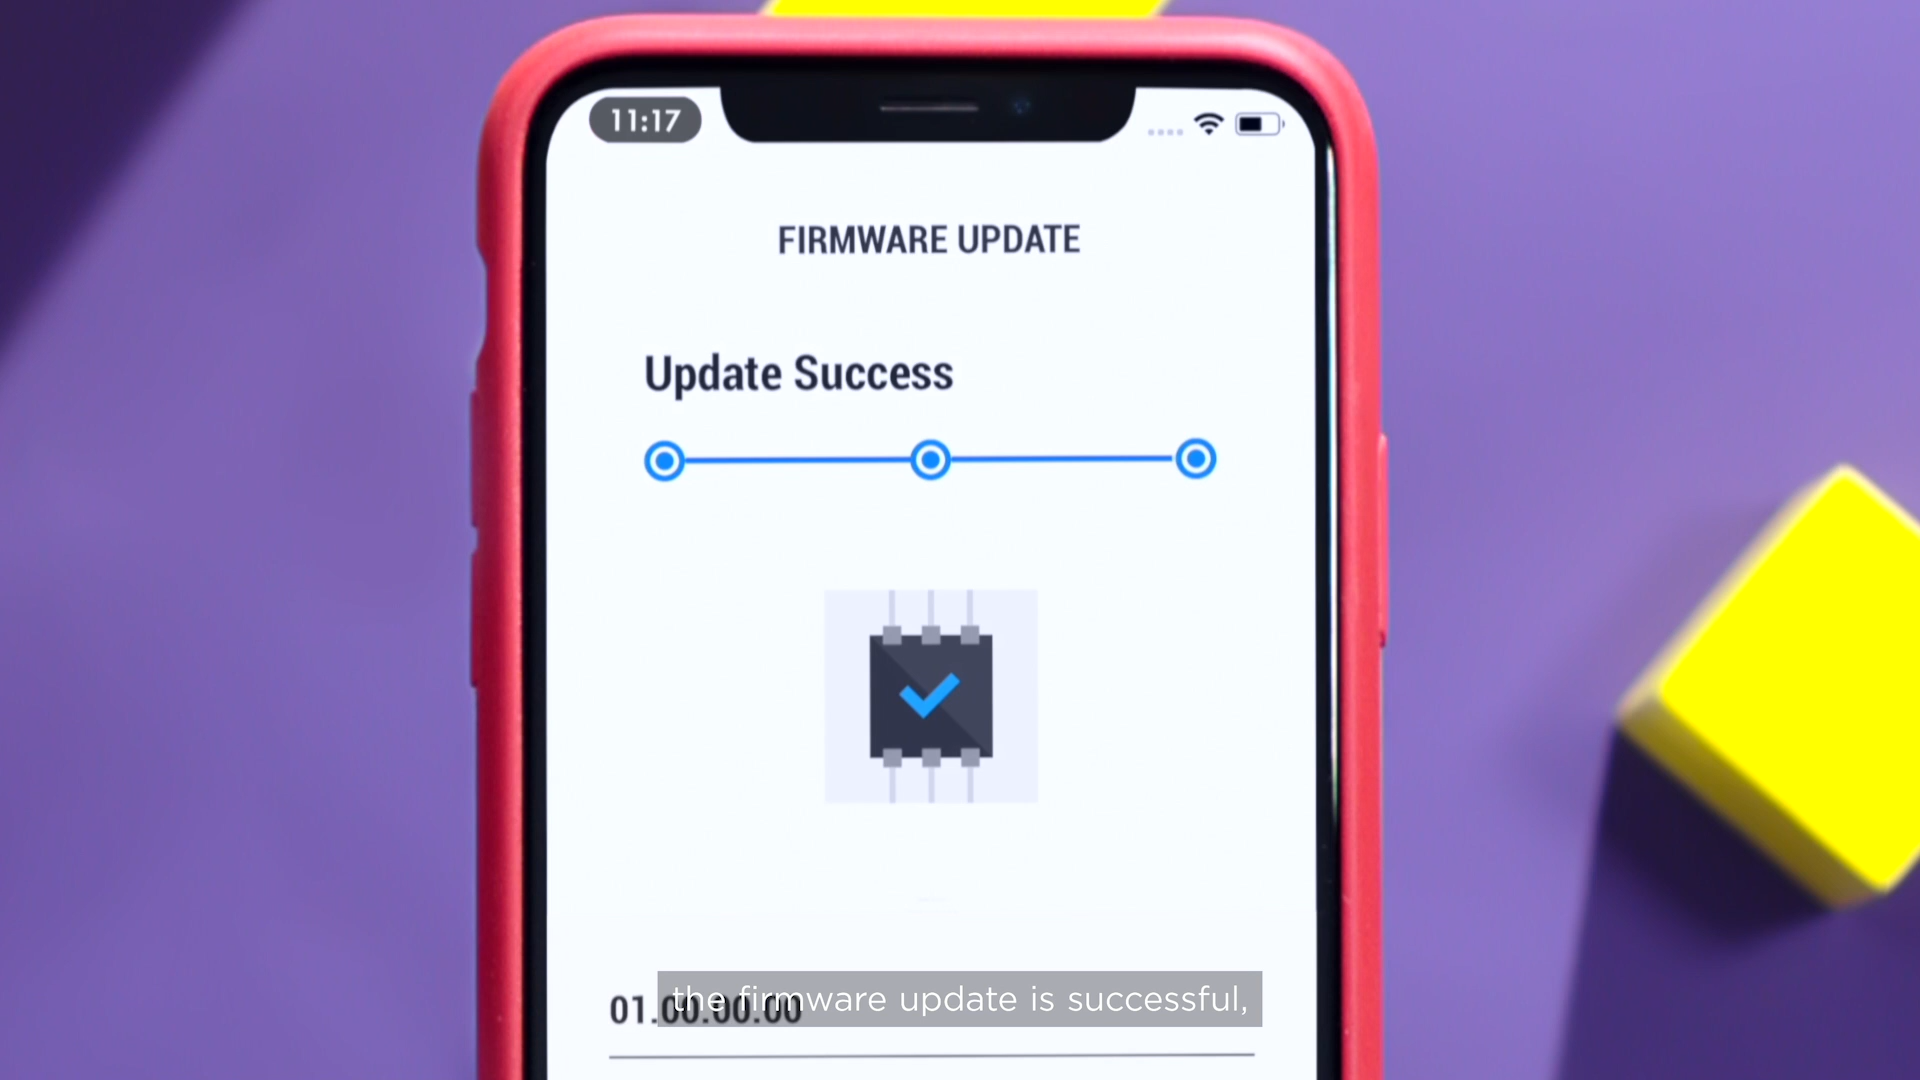 11:17
FIRMWARE UPDATE
Update Success
01.00.00.00
the firmware update is successful,